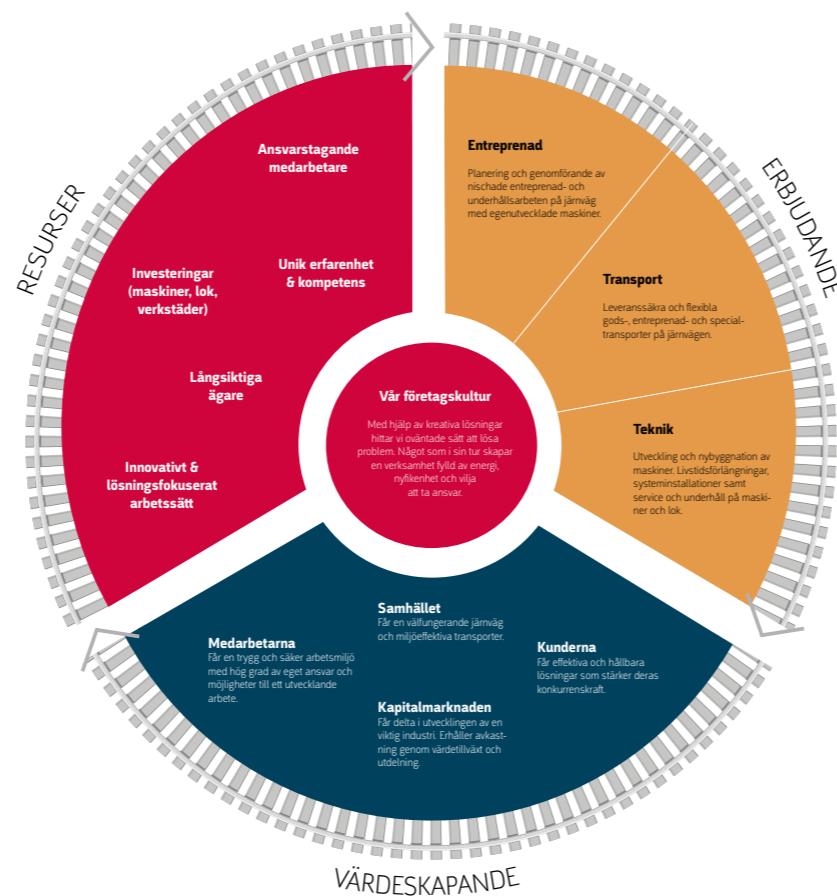 RESURSER
Ansvarstagande
medarbetare
Unik erfarenhet
& kompetens
Investeringar
(maskiner, lok,
verkstäder)
Långsiktiga
ägare
Innovativt &
lösningsfokuserat
arbetssätt
ERBJUDANDE
Entreprenad
Planering och genomförande av
nischade entreprenad- och
underhållsarbeten på järnväg
med egenutvecklade maskiner.
Transport
Leveranssäkra och flexibla
gods-, entreprenad- och special-
transporter på järnvägen.
Teknik
Utveckling och nybyggnation av
maskiner. Livstidsförlängningar,
systeminstallationer samt
service och underhåll på maski-
ner och lok.
Vår företagskultur
Med hjälp av kreativa lösningar
hittar vi oväntade sätt att lösa
problem. Något som i sin tur skapar
en verksamhet fylld av energi,
nyfikenhet och vilja
att ta ansvar.
Samhället
Får en välfungerande järnväg
och miljöeffektiva transporter.
Medarbetarna
Får en trygg och säker arbetsmiljö
med hög grad av eget ansvar och
möjligheter till ett utvecklande
arbete.
Kunderna
Får effektiva och hållbara
lösningar som stärker deras
konkurrenskraft.
Kapitalmarknaden
Får delta i utvecklingen av en
viktig industri. Erhåller avkast-
ning genom värdetillväxt och
utdelning.
VÄRDESKAPANDE